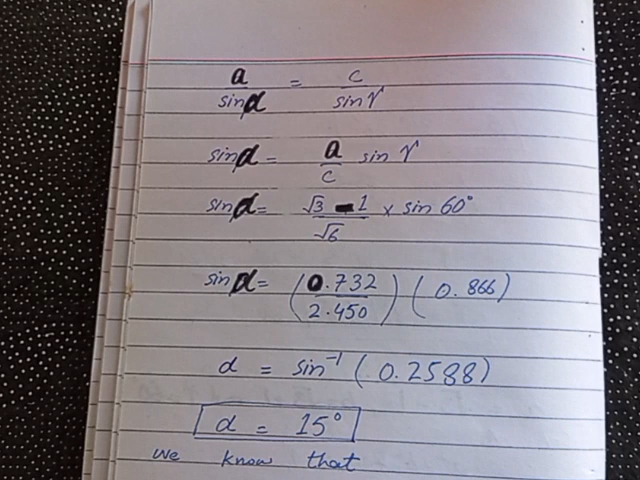 a/sinα = c/sinγ
sinα = a/c sin γ
sinα = √3 - 1/√6 × sin 60°
sinα = (0.732/2.450) (0.866)
α = sin⁻¹ (0.2588)
α = 15°
we know that